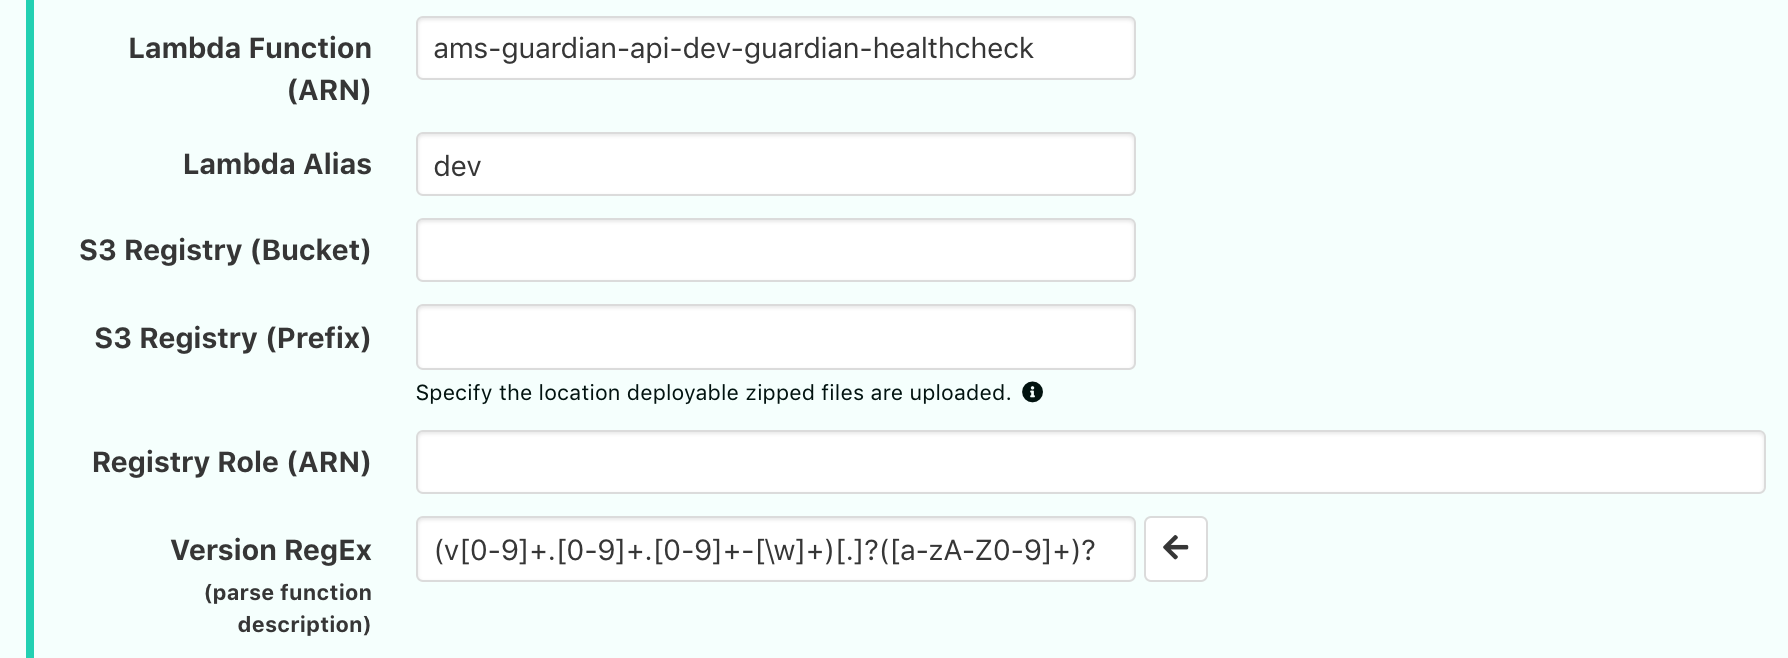 Lambda Function
(ARN)
ams-guardian-api-dev-guardian-healthcheck
Lambda Alias
dev
S3 Registry (Bucket)
S3 Registry (Prefix)
Specify the location deployable zipped files are uploaded.
Registry Role (ARN)
Version RegEx
(parse function
description)
(v[0-9]+.[0-9]+.[0-9]+-[\w]+)[.]?([a-zA-Z0-9]+)?